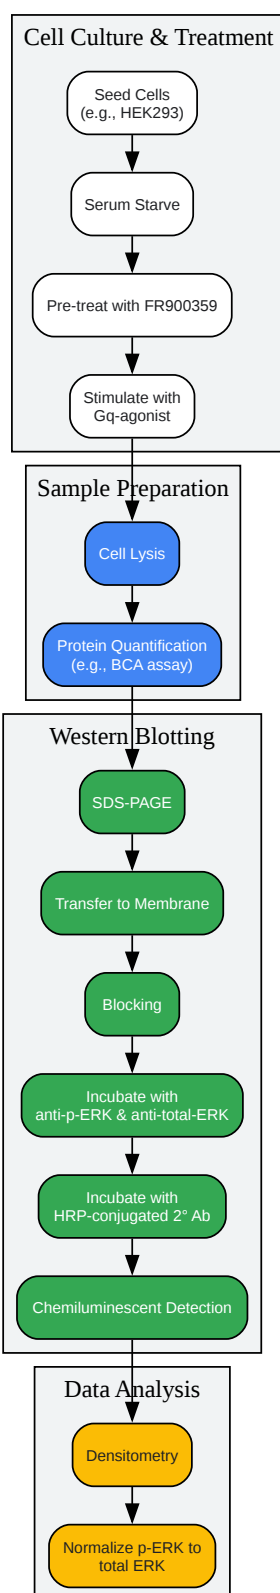 Cell Culture & Treatment
Seed Cells
(e.g., HEK293)
Serum Starve
Pre-treat with FR900359
Stimulate with
Gq-agonist
Sample Preparation
Cell Lysis
Protein Quantification
(e.g., BCA assay)
Western Blotting
SDS-PAGE
Transfer to Membrane
Blocking
Incubate with
anti-p-ERK & anti-total-ERK
Incubate with
HRP-conjugated 2° Ab
Chemiluminescent Detection
Data Analysis
Densitometry
Normalize p-ERK to
total ERK